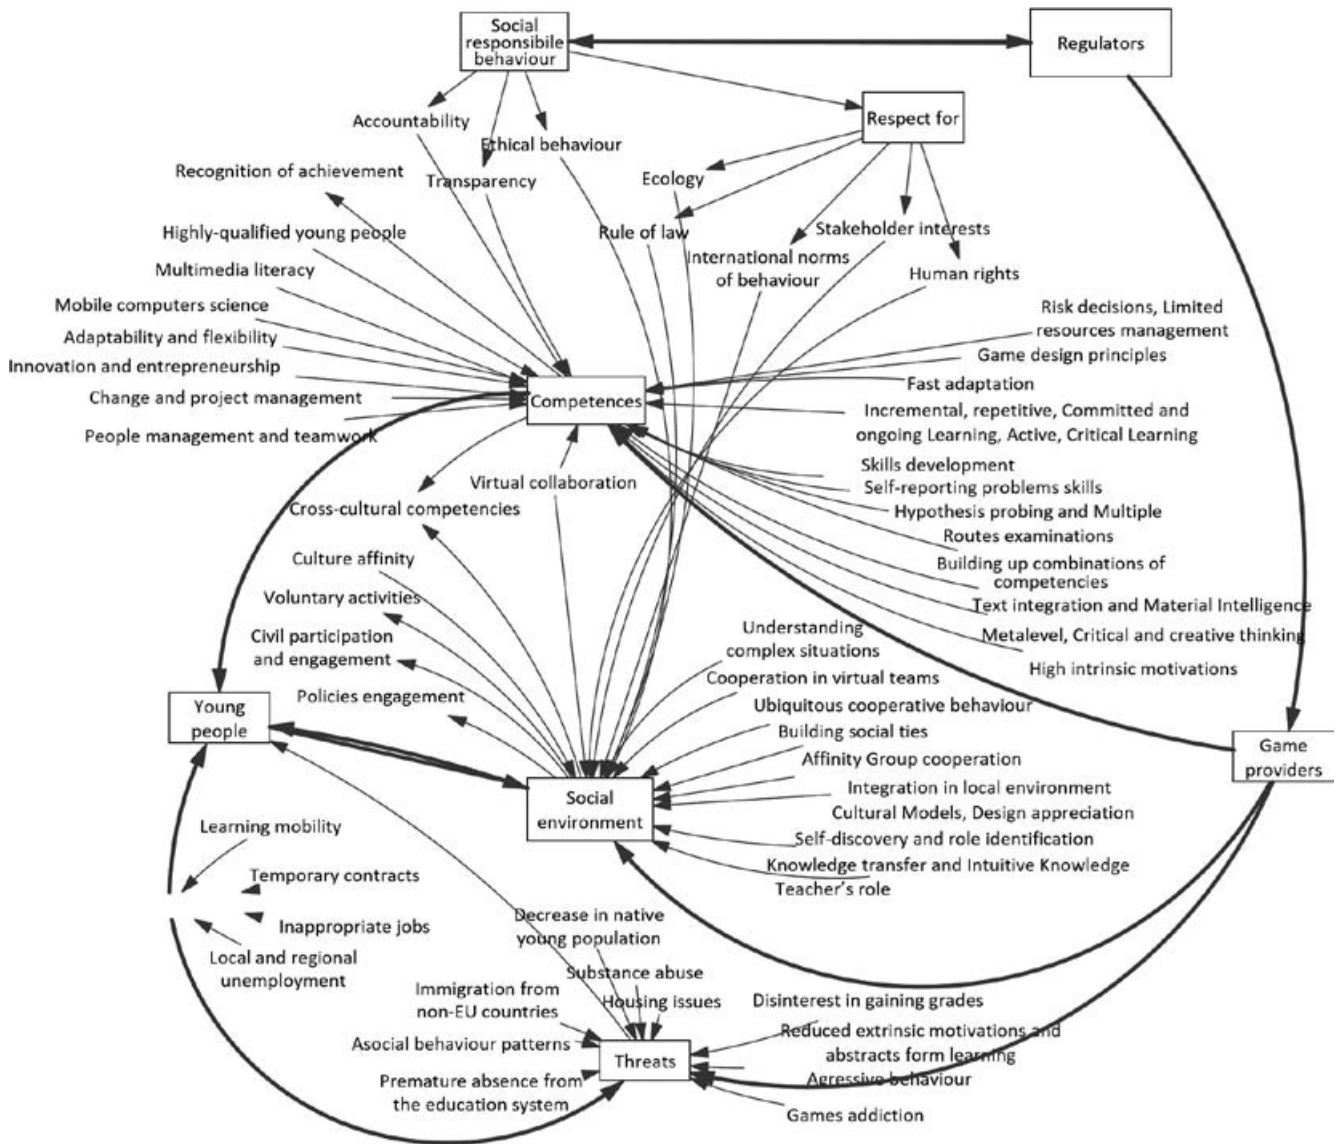 Social
responsibile
behaviour
Regulators
Respect for
Accountability
Ethical behaviour
Transparency
Ecology
Recognition of achievement
Rule of law
Stakeholder interests
International norms
of behaviour
Human rights
Highly-qualified young people
Multimedia literacy
Mobile computers science
Adaptability and flexibility
Innovation and entrepreneurship
Change and project management
People management and teamwork
Competences
Risk decisions, Limited
resources management
Game design principles
Fast adaptation
Incremental, repetitive, Committed and
ongoing Learning, Active, Critical Learning
Skills development
Self-reporting problems skills
Hypothesis probing and Multiple
Routes examinations
Building up combinations of
competencies
Text integration and Material Intelligence
Metalevel, Critical and creative thinking
High intrinsic motivations
Virtual collaboration
Cross-cultural competencies
Culture affinity
Voluntary activities
Civil participation
and engagement
Policies engagement
Young
people
Social
environment
Game
providers
Understanding
complex situations
Cooperation in virtual teams
Ubiquitous cooperative behaviour
Building social ties
Affinity Group cooperation
Integration in local environment
Cultural Models, Design appreciation
Self-discovery and role identification
Knowledge transfer and Intuitive Knowledge
Teacher's role
Learning mobility
Temporary contracts
Inappropriate jobs
Local and regional
unemployment
Decrease in native
young population
Substance abuse
Housing issues
Immigration from
non-EU countries
Asocial behaviour patterns
Premature absence from
the education system
Threats
Disinterest in gaining grades
Reduced extrinsic motivations and
abstracts form learning
Agressive behaviour
Games addiction